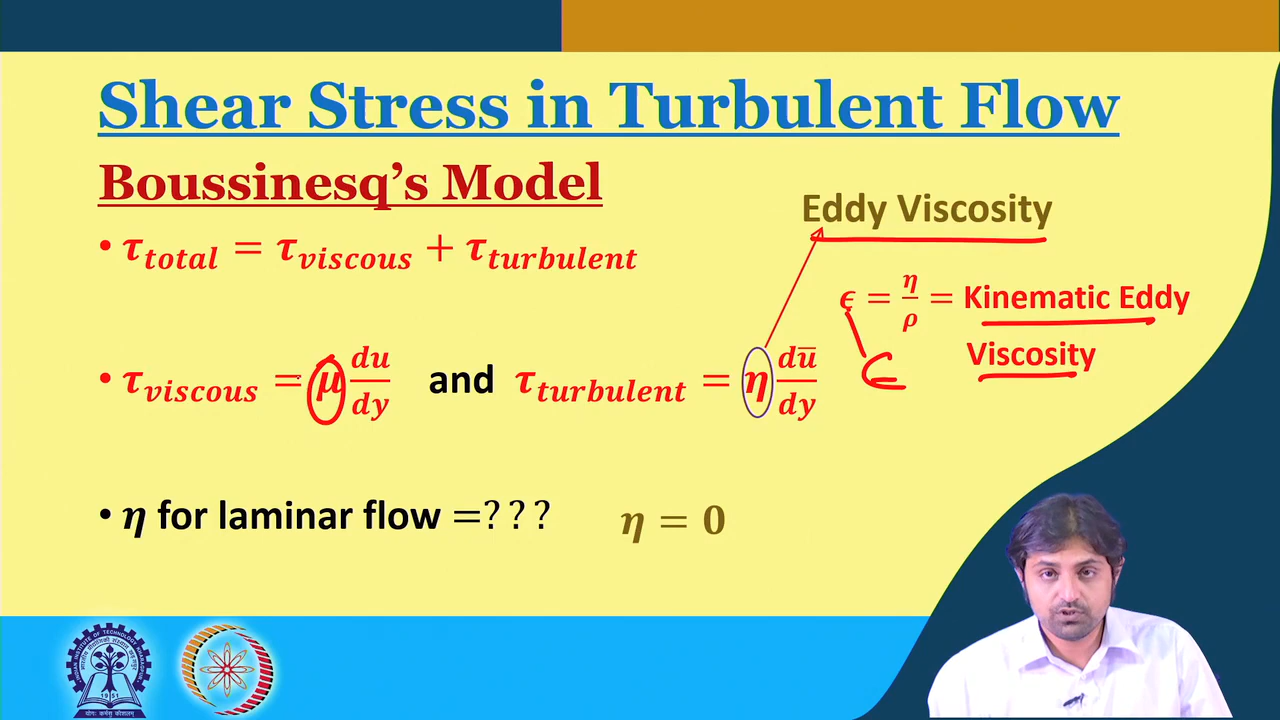 Shear Stress in Turbulent Flow
Boussinesq's Model
Eddy Viscosity
• τ_total = τ_viscous + τ_turbulent
ϵ = η/ρ = Kinematic Eddy
Viscosity
• τ_viscous = μ du/dy and τ_turbulent = η dū/dy
ϵ
• η for laminar flow =???
η = 0
1951